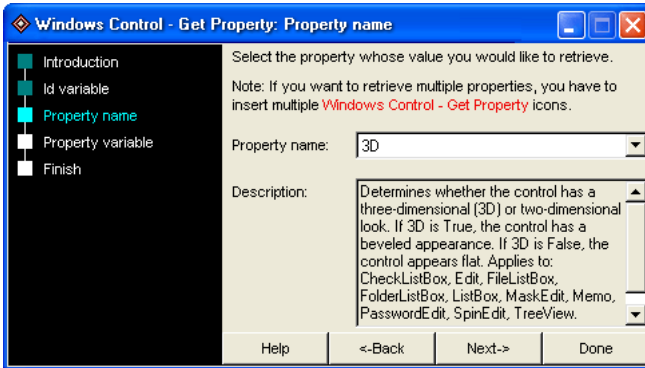 Windows Control - Get Property: Property name
Introduction
Id variable
Property name
Property variable
Finish
Select the property whose value you would like to retrieve.
Note: If you want to retrieve multiple properties, you have to
insert multiple Windows Control - Get Property icons.
Property name:
3D
Description:
Determines whether the control has a
three-dimensional (3D) or two-dimensional
look. If 3D is True, the control has a
beveled appearance. If 3D is False, the
control appears flat. Applies to:
CheckListBox, Edit, FileListBox,
FolderListBox, ListBox, MaskEdit, Memo,
PasswordEdit, SpinEdit, TreeView.
Help
<-Back
Next->
Done